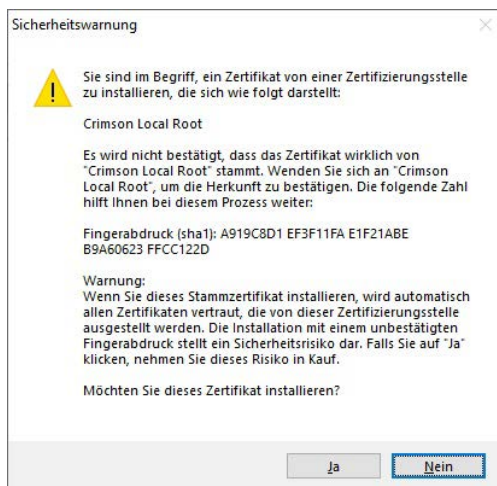 Sicherheitswarnung
Sie sind im Begriff, ein Zertifikat von einer Zertifizierungsstelle
zu installieren, die sich wie folgt darstellt:
Crimson Local Root
Es wird nicht bestätigt, dass das Zertifikat wirklich von
"Crimson Local Root" stammt. Wenden Sie sich an "Crimson
Local Root", um die Herkunft zu bestätigen. Die folgende Zahl
hilft Ihnen bei diesem Prozess weiter:
Fingerabdruck (sha1): A919C8D1 EF3F11FA E1F21ABE
B9A60623 FFCC122D
Warnung:
Wenn Sie dieses Stammzertifikat installieren, wird automatisch
allen Zertifikaten vertraut, die von dieser Zertifizierungsstelle
ausgestellt werden. Die Installation mit einem unbestätigten
Fingerabdruck stellt ein Sicherheitsrisiko dar. Falls Sie auf "Ja"
klicken, nehmen Sie dieses Risiko in Kauf.
Möchten Sie dieses Zertifikat installieren?
Ja
Nein